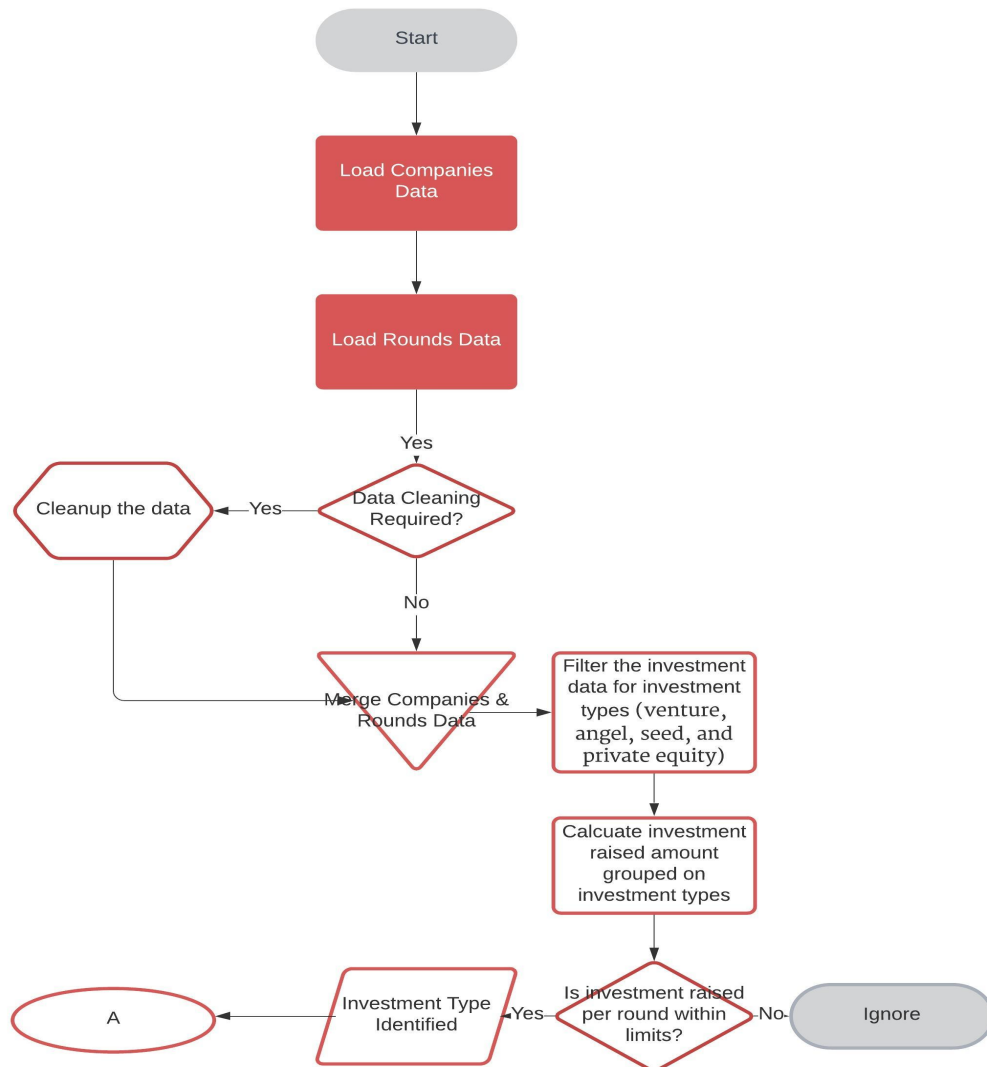 Start
Load Companies
Data
Load Rounds Data
Yes
Data Cleaning
Required?
Yes
Cleanup the data
No
Merge Companies &
Rounds Data
Filter the investment
data for investment
types (venture,
angel, seed, and
private equity)
Calcuate investment
raised amount
grouped on
investment types
Is investment raised
per round within
limits?
No
Ignore
Yes
Investment Type
Identified
A